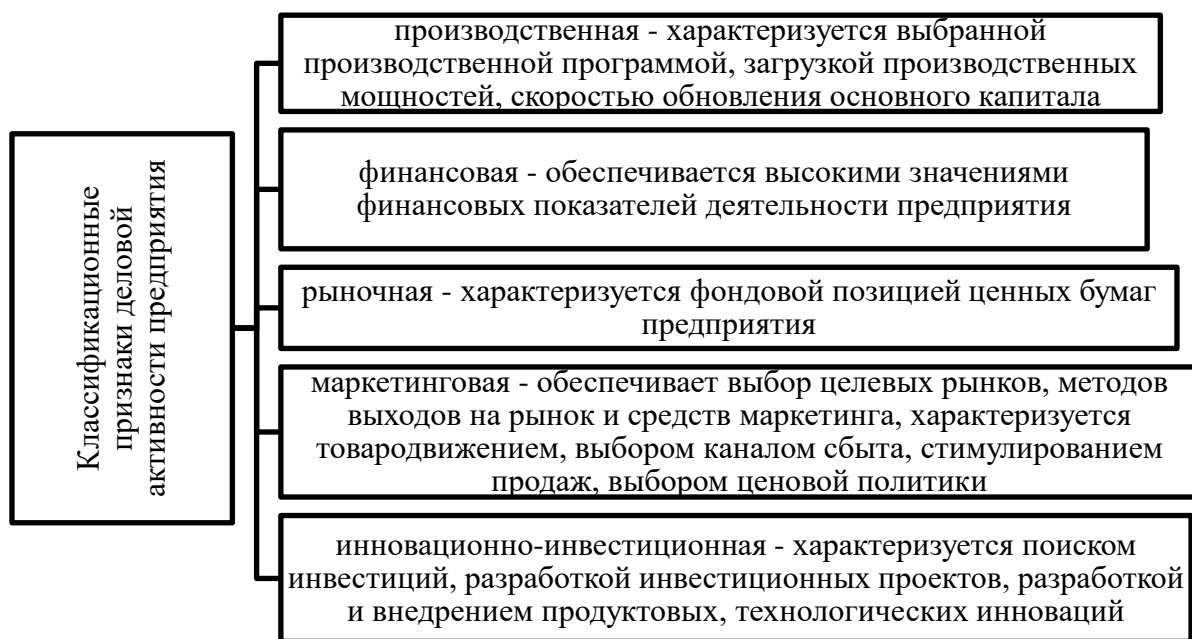 Классификационные
признаки деловой
активности предприятия
производственная - характеризуется выбранной
производственной программой, загрузкой производственных
мощностей, скоростью обновления основного капитала
финансовая - обеспечивается высокими значениями
финансовых показателей деятельности предприятия
рыночная - характеризуется фондовой позицией ценных бумаг
предприятия
маркетинговая - обеспечивает выбор целевых рынков, методов
выходов на рынок и средств маркетинга, характеризуется
товародвижением, выбором каналом сбыта, стимулированием
продаж, выбором ценовой политики
инновационно-инвестиционная - характеризуется поиском
инвестиций, разработкой инвестиционных проектов, разработкой
и внедрением продуктовых, технологических инноваций